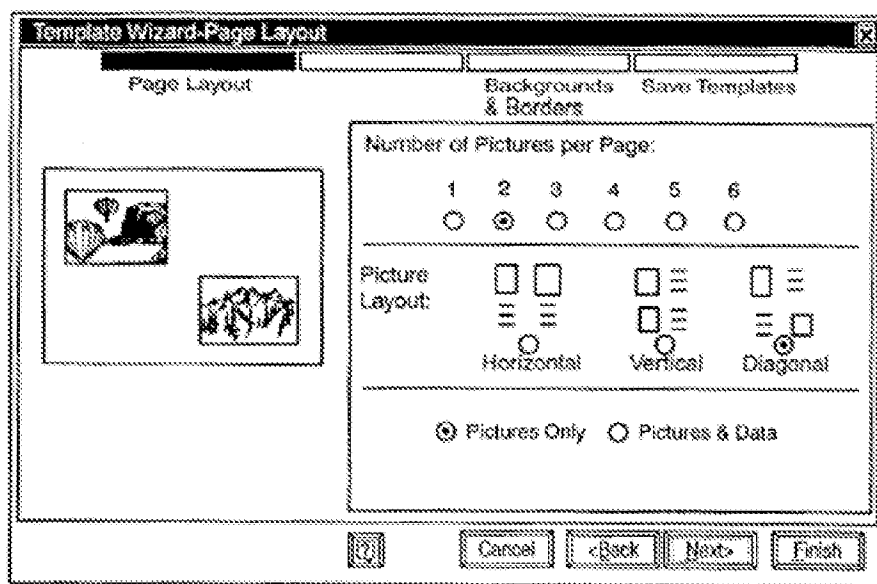 Template Wizard-Page Layout
Page Layout
Backgrounds & Borders
Save Templates
Number of Pictures per Page:
1 2 3 4 5 6
Picture Layout:
Horizontal Vertical Diagonal
Pictures Only Pictures & Data
Cancel <Back Next> Finish